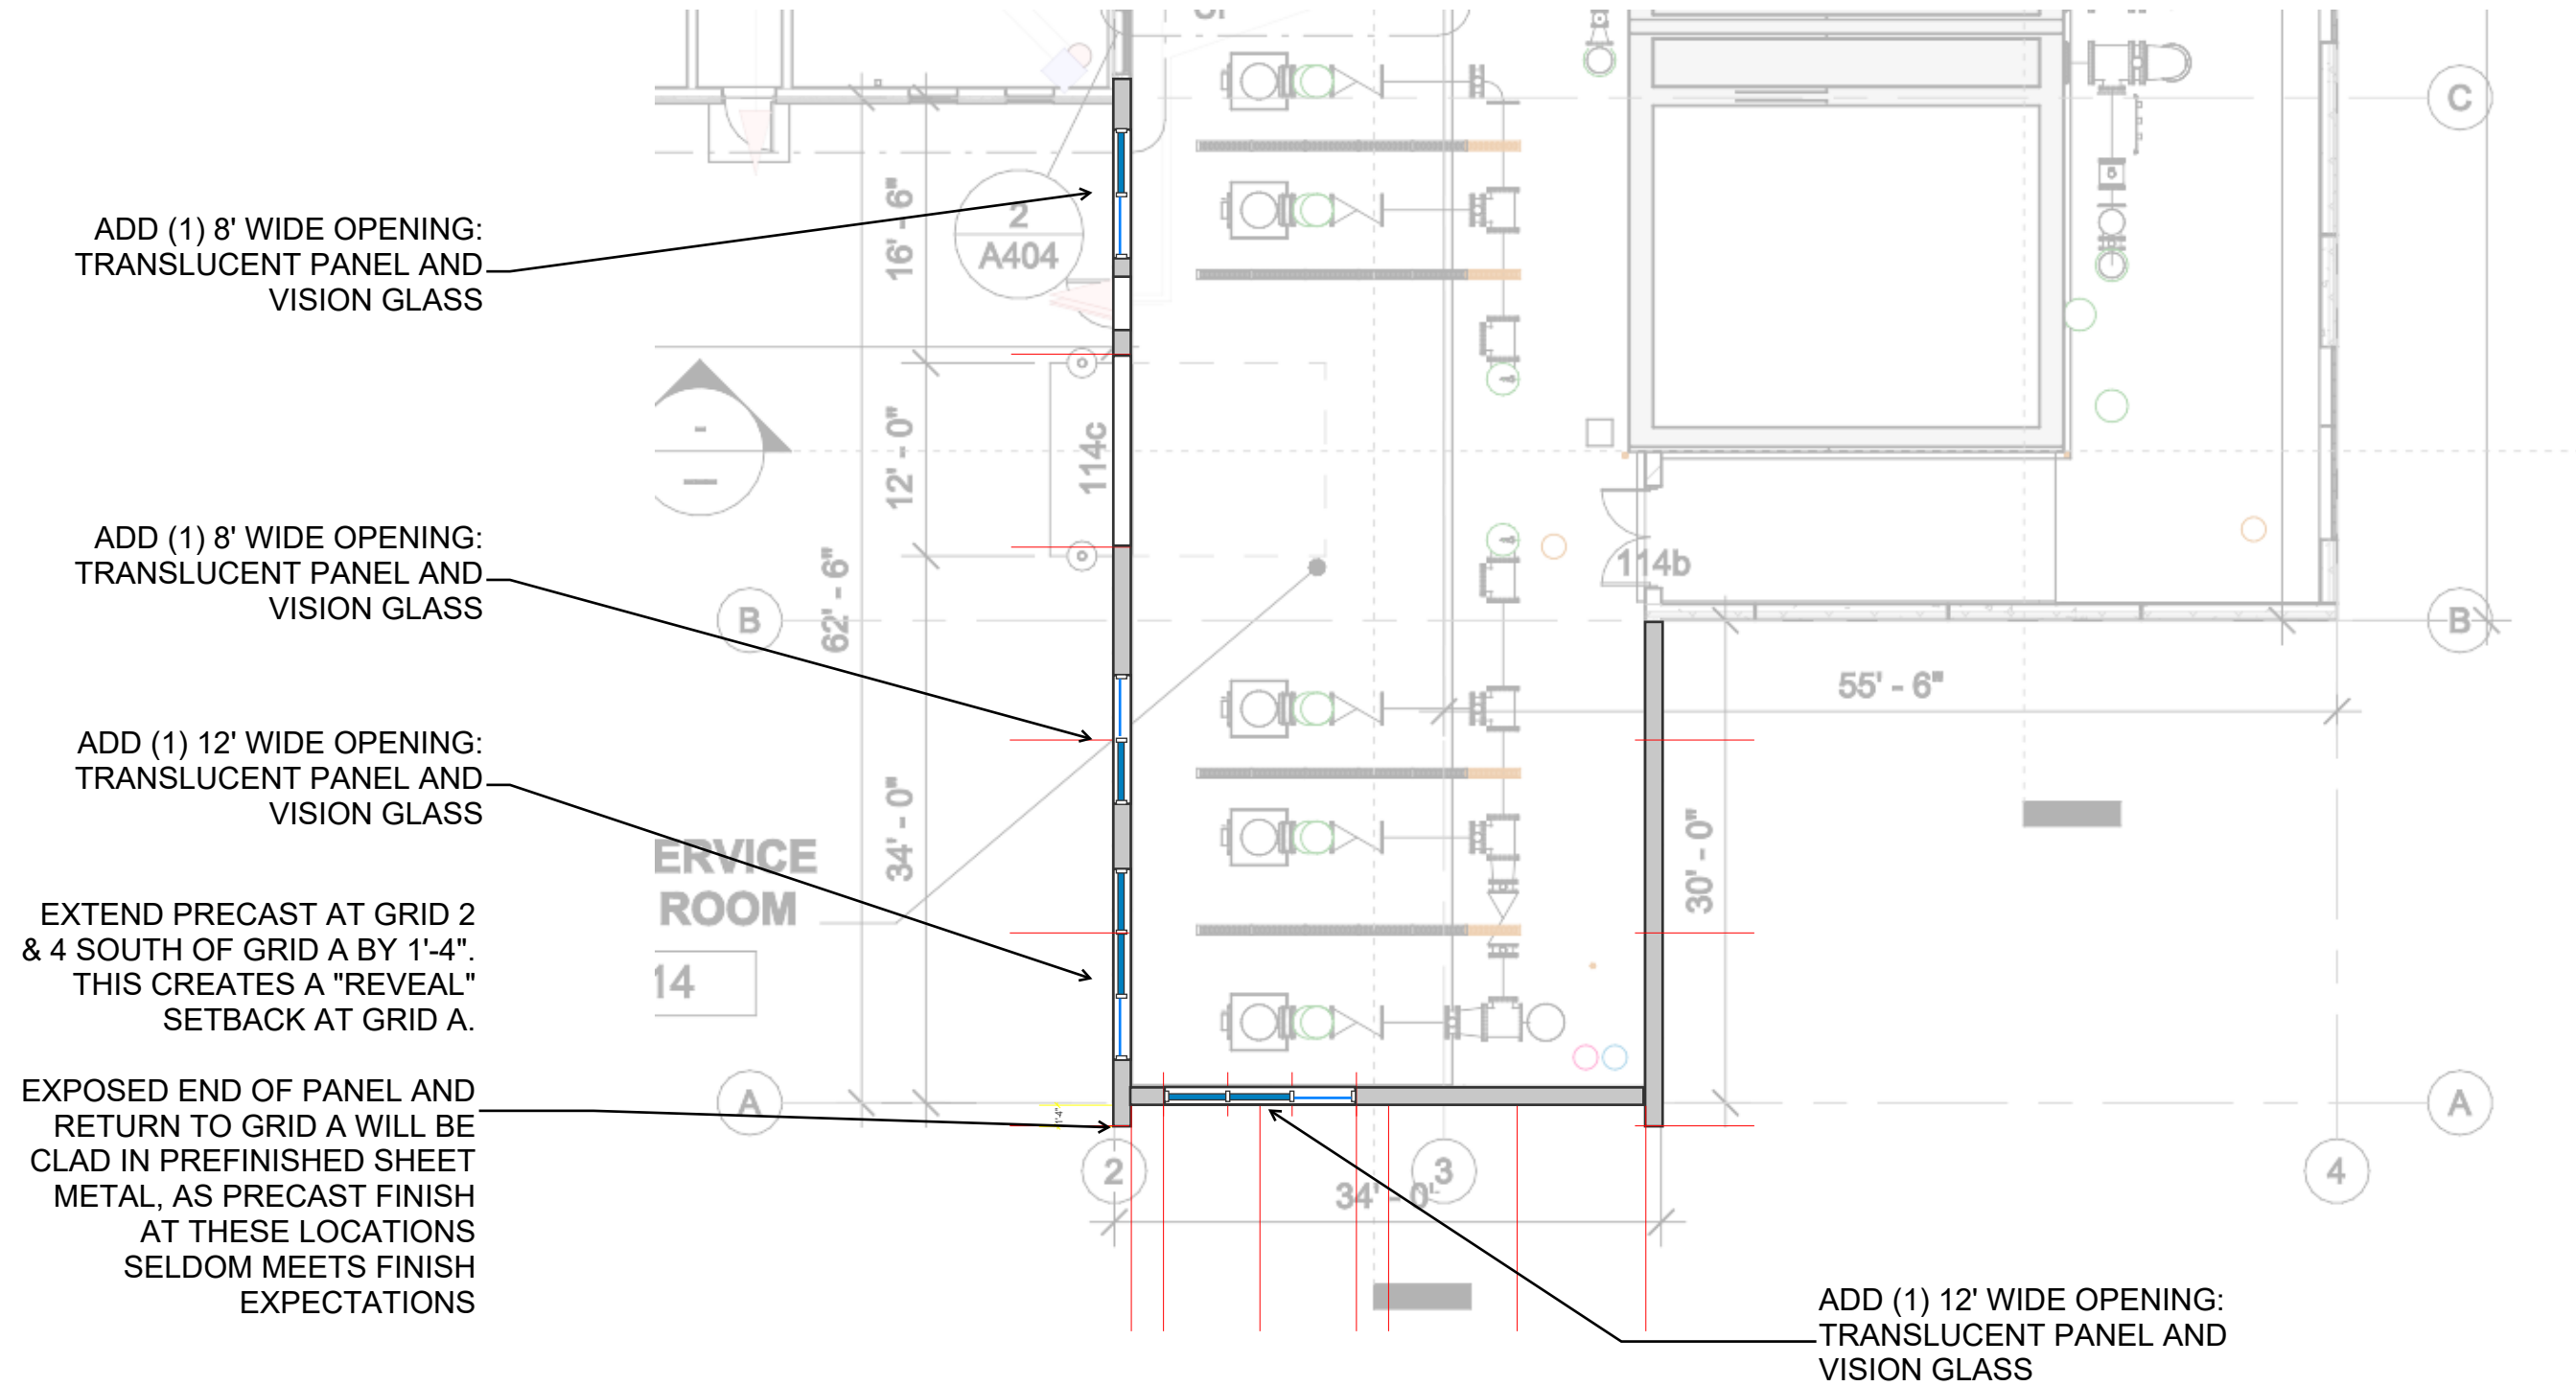 C
2
A404
16' - 6"
ADD (1) 8' WIDE OPENING:
TRANSLUCENT PANEL AND
VISION GLASS
-
12' - 0"
114c
ADD (1) 8' WIDE OPENING:
TRANSLUCENT PANEL AND
VISION GLASS
62' - 6"
114b
B
B
55' - 6"
ADD (1) 12' WIDE OPENING:
TRANSLUCENT PANEL AND
VISION GLASS
34' - 0"
30' - 0"
ERVICE
ROOM
14
EXTEND PRECAST AT GRID 2
& 4 SOUTH OF GRID A BY 1'-4".
THIS CREATES A "REVEAL"
SETBACK AT GRID A.
EXPOSED END OF PANEL AND
RETURN TO GRID A WILL BE
CLAD IN PREFINISHED SHEET
METAL, AS PRECAST FINISH
AT THESE LOCATIONS
SELDOM MEETS FINISH
EXPECTATIONS
A
1'-4"
A
2
3
4
34' - 0"
ADD (1) 12' WIDE OPENING:
TRANSLUCENT PANEL AND
VISION GLASS